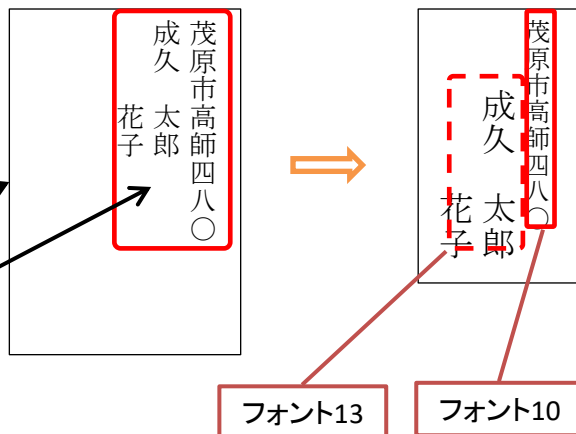 茂原市高師四八〇
成久　太郎
花子
茂原市高師四八〇
成久　太郎
花子
フォント13
フォント10